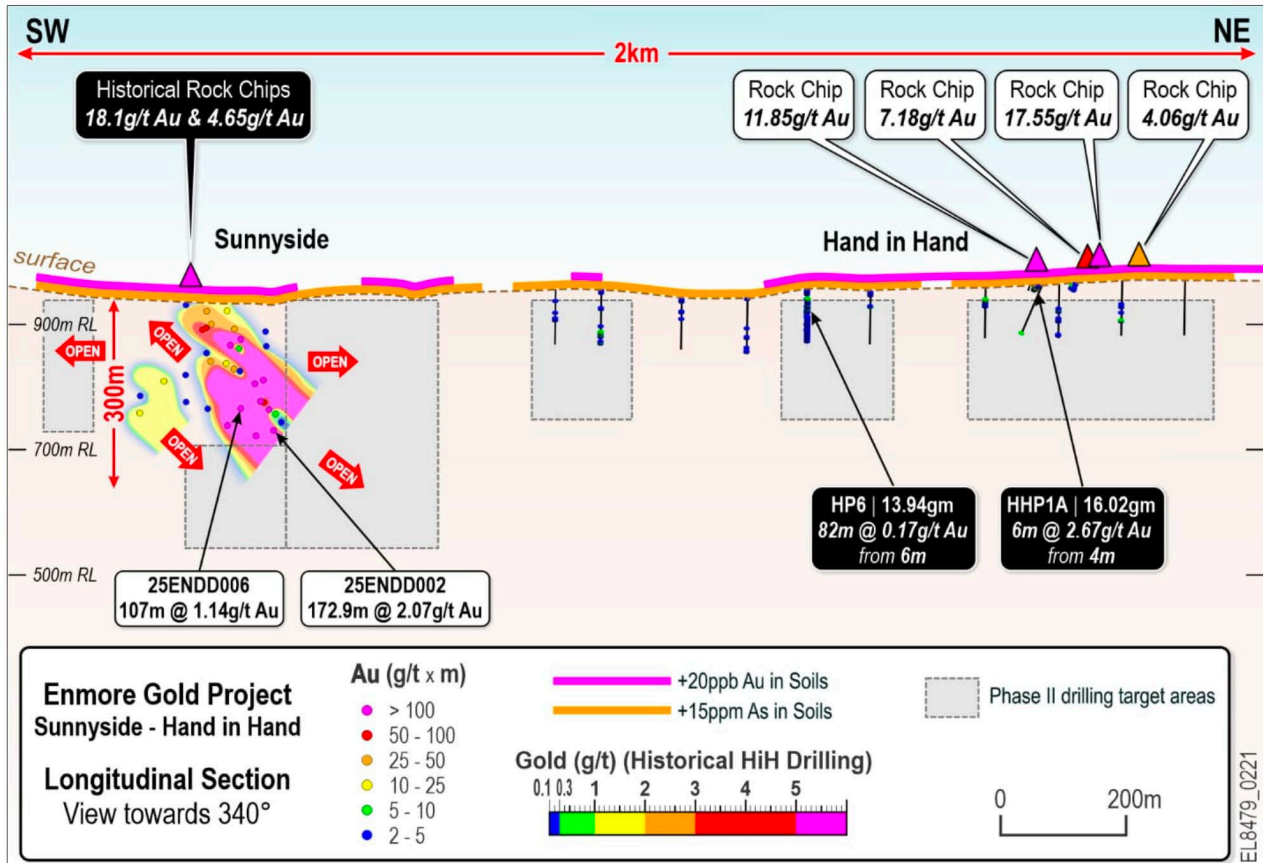 SW
NE
2km
Historical Rock Chips
18.1g/t Au & 4.65g/t Au
Rock Chip
11.85g/t Au
Rock Chip
7.18g/t Au
Rock Chip
17.55g/t Au
Rock Chip
4.06g/t Au
Sunnyside
Hand in Hand
surface
900m RL
700m RL
500m RL
300m
OPEN
OPEN
OPEN
OPEN
OPEN
25ENDD006
107m @ 1.14g/t Au
25ENDD002
172.9m @ 2.07g/t Au
HP6 | 13.94gm
82m @ 0.17g/t Au
from 6m
HHP1A | 16.02gm
6m @ 2.67g/t Au
from 4m
Enmore Gold Project
Sunnyside - Hand in Hand
Longitudinal Section
View towards 340°
Au (g/t x m)
> 100
50 - 100
25 - 50
10 - 25
5 - 10
2 - 5
+20ppb Au in Soils
+15ppm As in Soils
Gold (g/t) (Historical HiH Drilling)
0.1 0.3 1 2 3 4 5
Phase II drilling target areas
0 200m
EL8479_0221